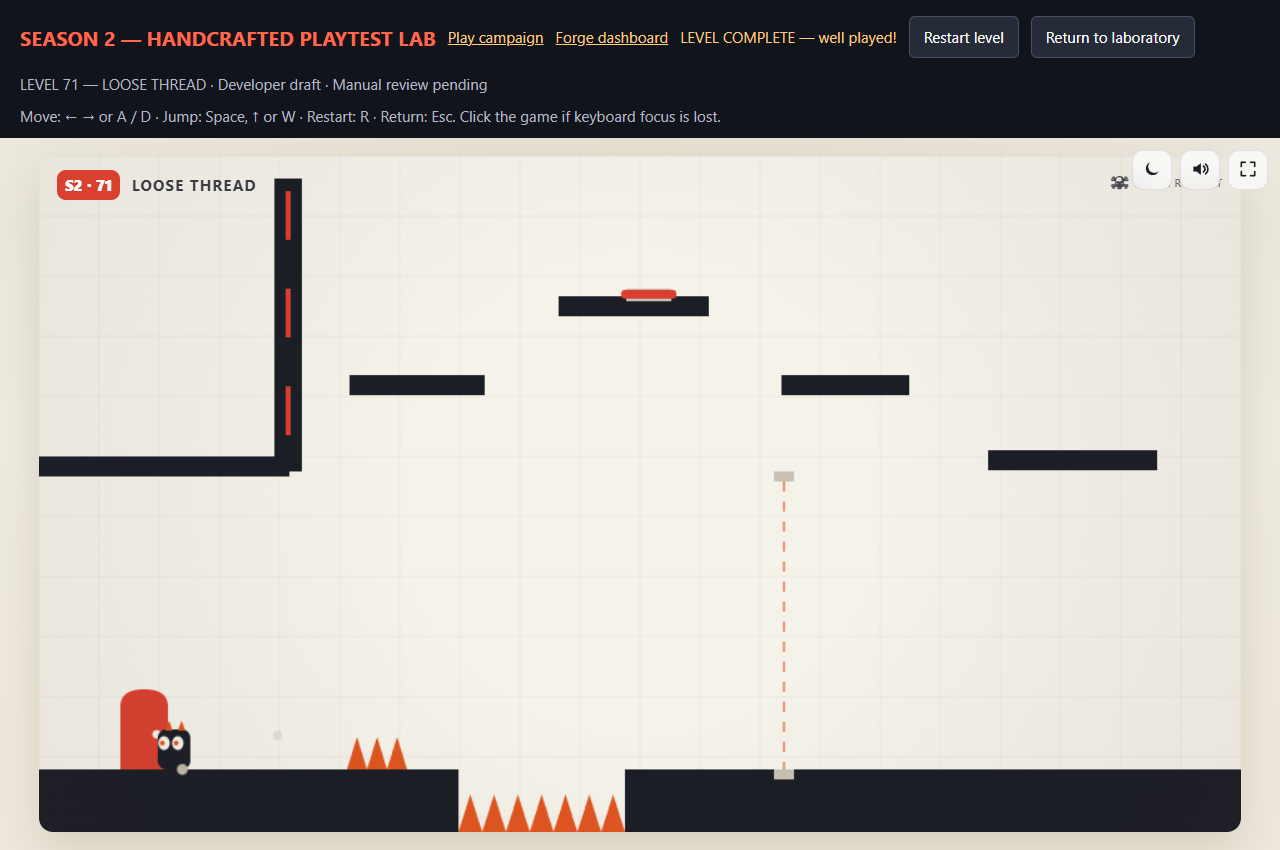 SEASON 2 — HANDCRAFTED PLAYTEST LAB Play campaign Forge dashboard LEVEL COMPLETE — well played! Restart level Return to laboratory
LEVEL 71 — LOOSE THREAD · Developer draft · Manual review pending
Move: ← → or A / D · Jump: Space, ↑ or W · Restart: R · Return: Esc. Click the game if keyboard focus is lost.
S2 · 71 LOOSE THREAD